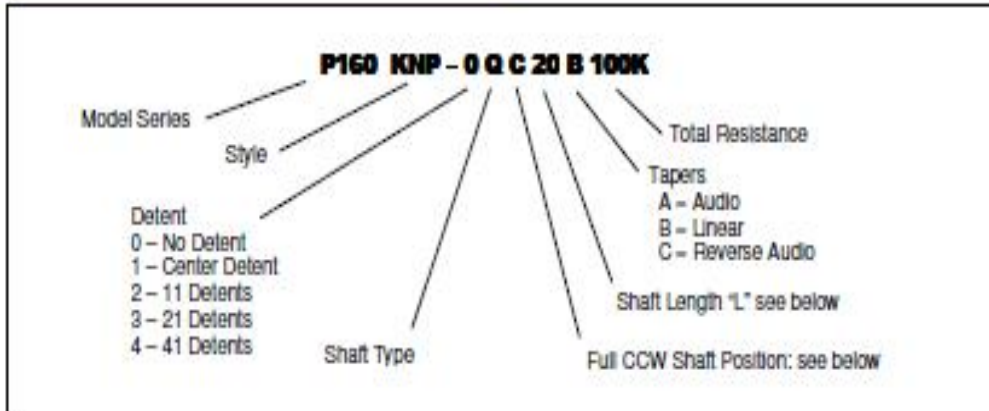 P160 KNP – 0 Q C 20 B 100K
Model Series
Style
Detent
0 – No Detent
1 – Center Detent
2 – 11 Detents
3 – 21 Detents
4 – 41 Detents
Shaft Type
Total Resistance
Tapers
A – Audio
B – Linear
C – Reverse Audio
Shaft Length "L" see below
Full CCW Shaft Position: see below